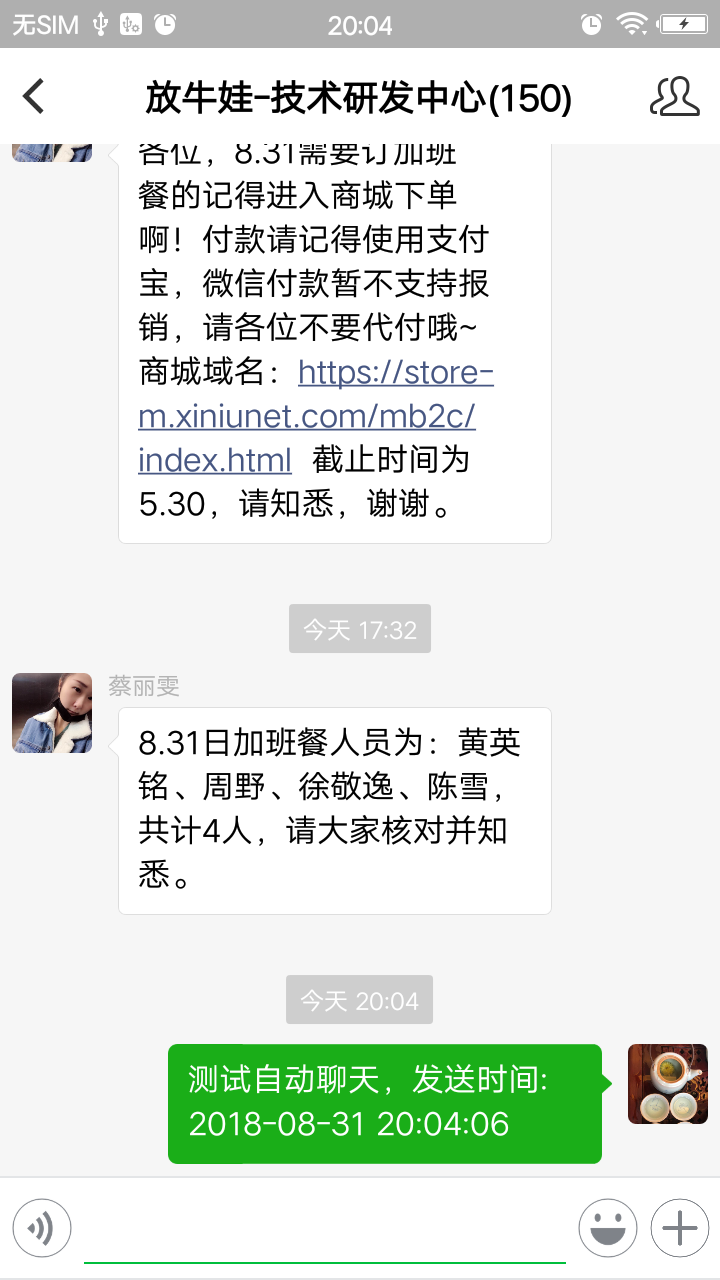 无SIM
20:04
放牛娃-技术研发中心(150)
各位，8.31需要订加班
餐的记得进入商城下单
啊！付款请记得使用支付
宝，微信付款暂不支持报
销，请各位不要代付哦~
商城域名：https://store-
m.xiniunet.com/mb2c/
index.html 截止时间为
5.30，请知悉，谢谢。
今天 17:32
蔡丽雯
8.31日加班餐人员为：黄英
铭、周野、徐敬逸、陈雪，
共计4人，请大家核对并知
悉。
今天 20:04
测试自动聊天，发送时间:
2018-08-31 20:04:06